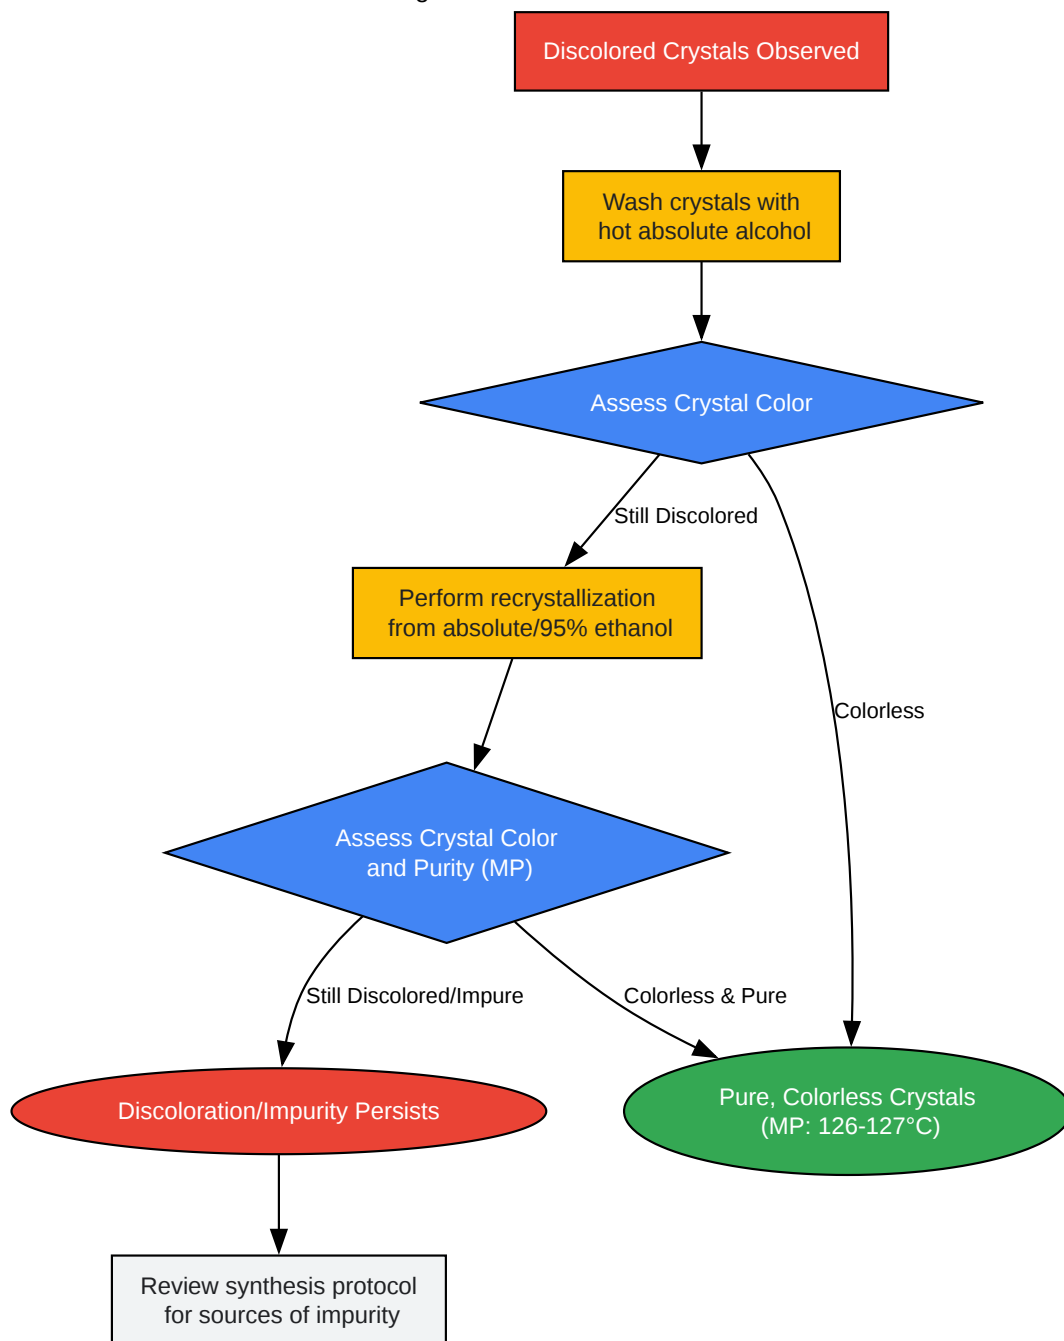 Discolored Crystals Observed
Wash crystals with
hot absolute alcohol
Assess Crystal Color
Still Discolored
Perform recrystallization
from absolute/95% ethanol
Colorless
Assess Crystal Color
and Purity (MP)
Still Discolored/Impure
Colorless & Pure
Discoloration/Impurity Persists
Pure, Colorless Crystals
(MP: 126-127°C)
Review synthesis protocol
for sources of impurity